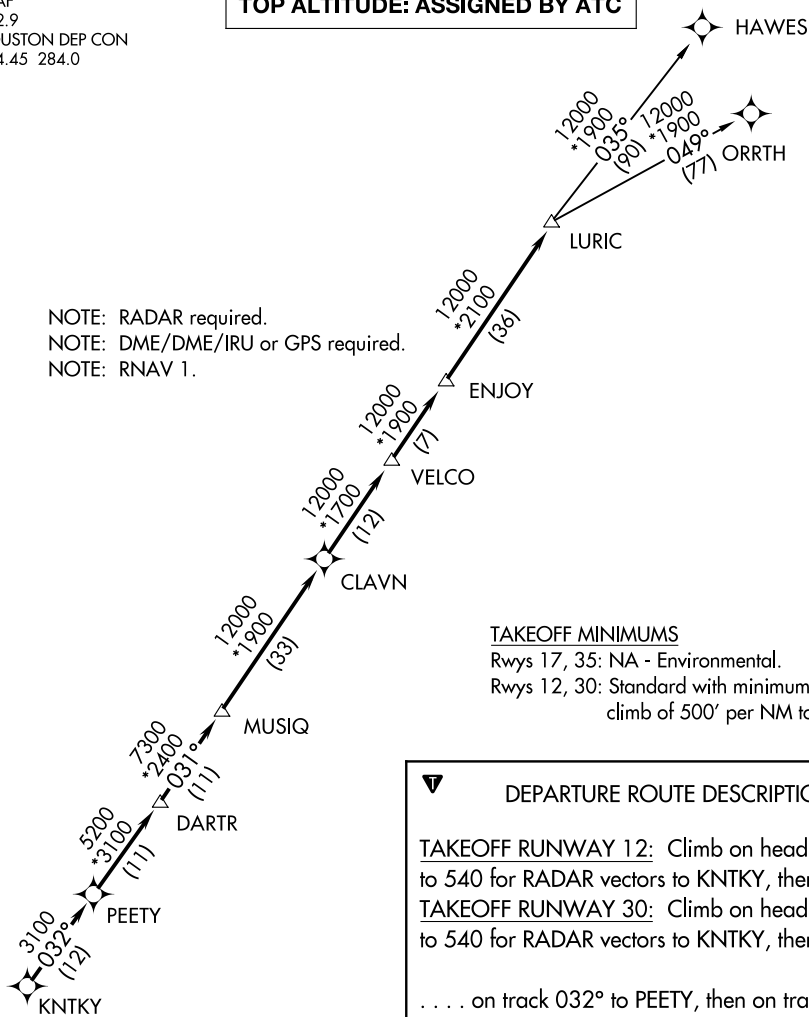 2.9
OUSTON DEP CON
4.45 284.0
TOP ALTITUDE: ASSIGNED BY ATC
HAWES
12000
*1900
035°
(90)
12000
*1900
049°
(77)
ORRTH
LURIC
12000
*2100
(36)
NOTE: RADAR required.
NOTE: DME/DME/IRU or GPS required.
NOTE: RNAV 1.
ENJOY
12000
*1900
(7)
VELCO
12000
*1700
(12)
CLAVN
12000
*1900
(33)
TAKEOFF MINIMUMS
Rwys 17, 35: NA - Environmental.
Rwys 12, 30: Standard with minimum
climb of 500' per NM to
MUSIQ
7300
*2400
031°
(11)
DARTR
5200
*3100
(11)
PEETY
3100
032°
(12)
KNTKY
T
DEPARTURE ROUTE DESCRIPTIO
TAKEOFF RUNWAY 12: Climb on head
to 540 for RADAR vectors to KNTKY, then
TAKEOFF RUNWAY 30: Climb on head
to 540 for RADAR vectors to KNTKY, then
. . . . on track 032° to PEETY, then on tra